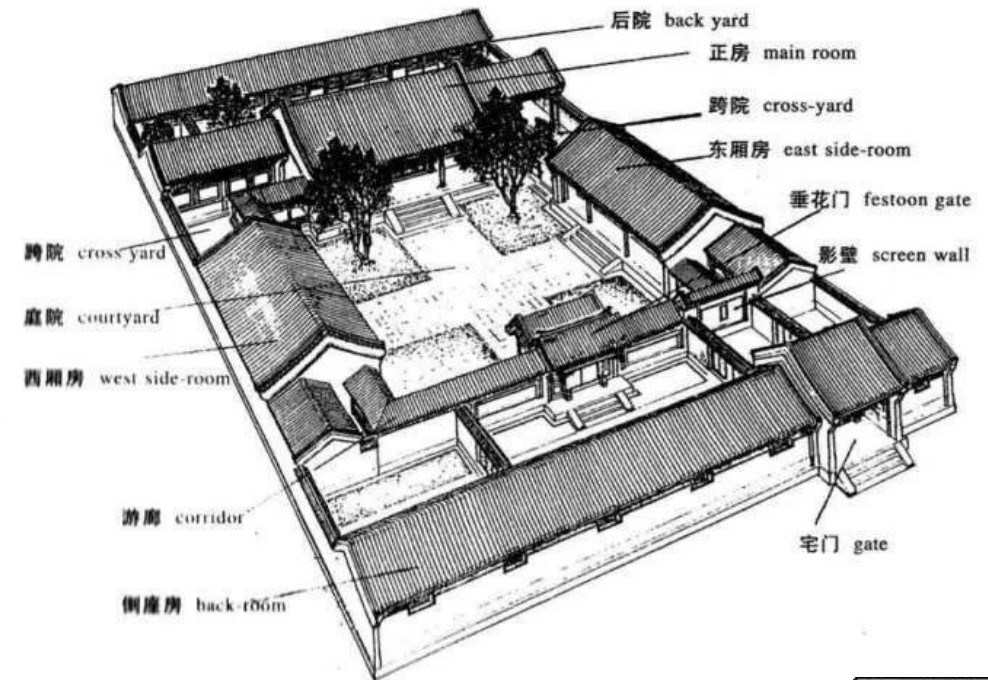 后院 back yard
正房 main room
跨院 cross-yard
东厢房 east side-room
垂花门 festoon gate
影壁 screen wall
跨院 cross yard
庭院 courtyard
西厢房 west side-room
游廊 corridor
宅门 gate
倒座房 back-room